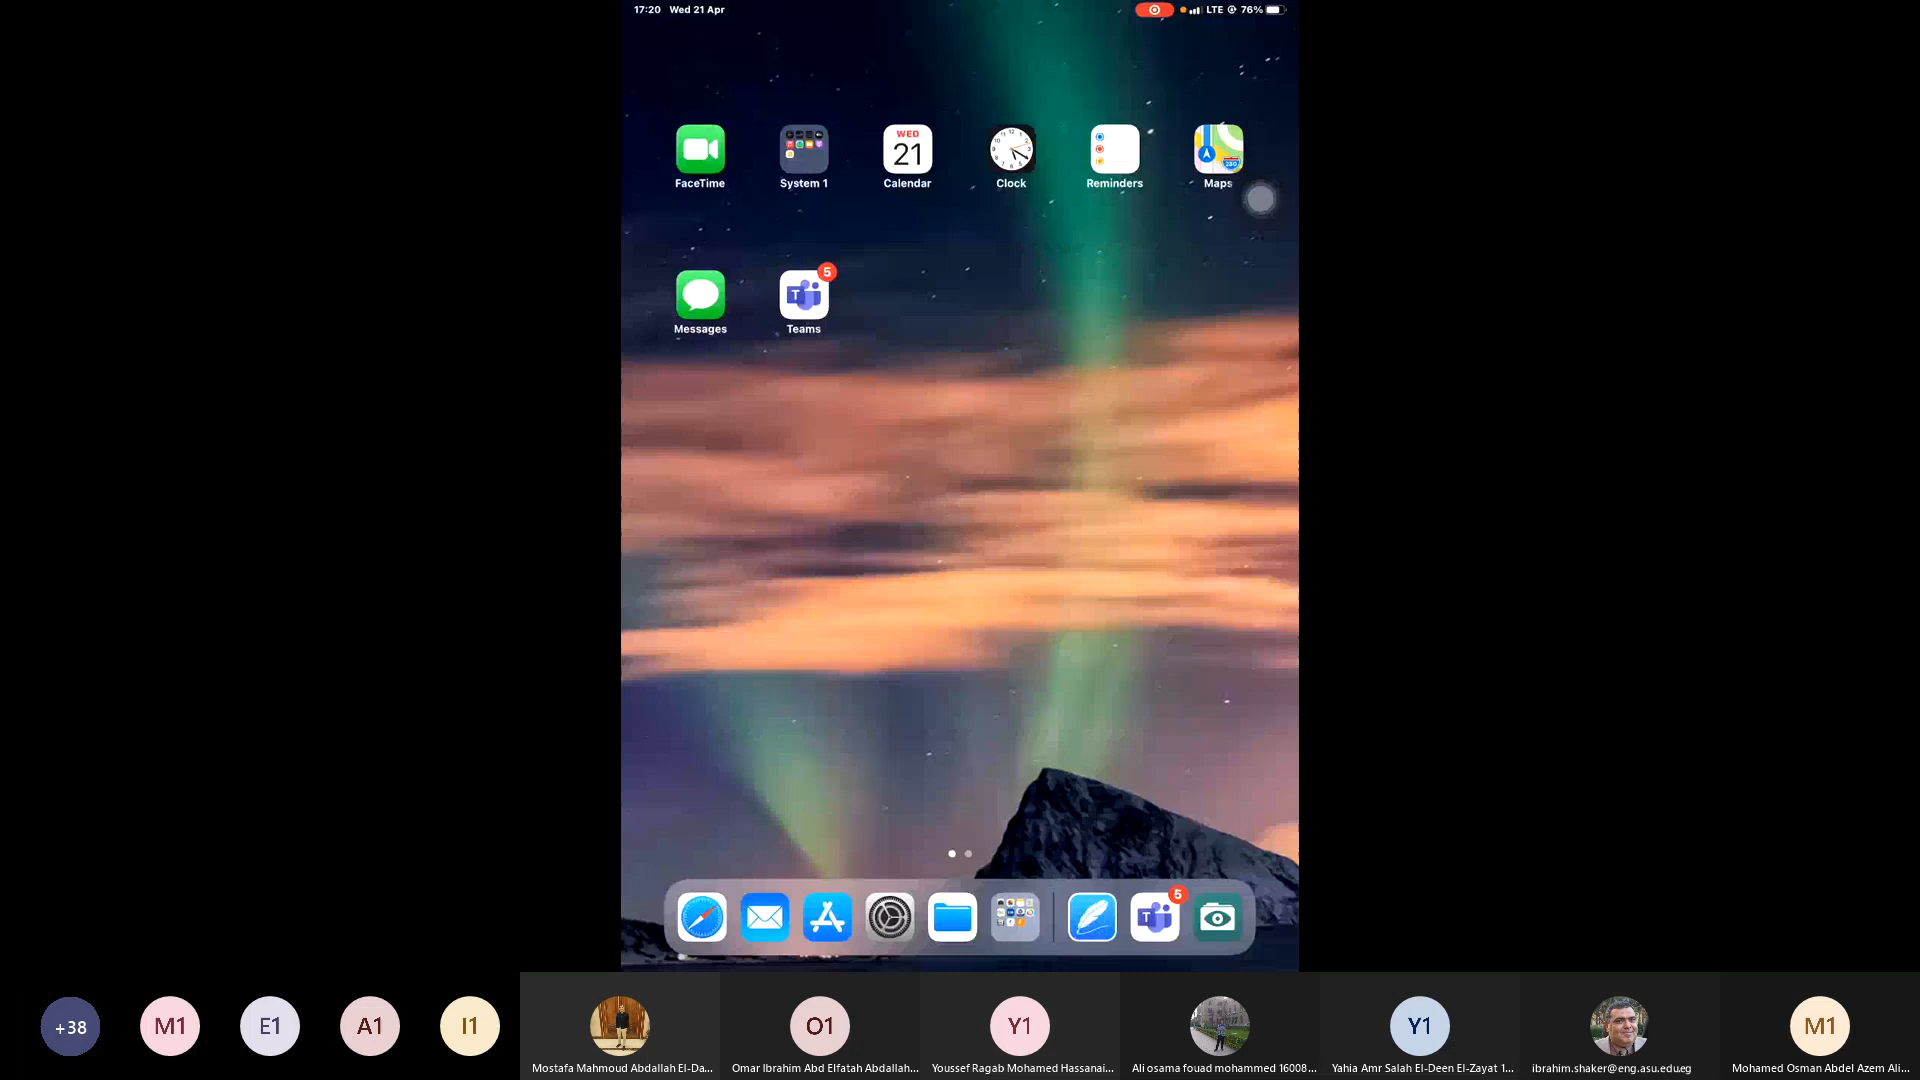 17:20 Wed 21 Apr
LTE 76%
WED
21
FaceTime System 1 Calendar Clock Reminders Maps
280
5
T
Messages Teams
5
T
+38 M1 E1 A1 I1 O1 Y1 Y1 M1
Mostafa Mahmoud Abdallah El-Da... Omar Ibrahim Abd Elfatah Abdallah... Youssef Ragab Mohamed Hassanai... Ali osama fouad mohammed 16008... Yahia Amr Salah El-Deen El-Zayat 1... ibrahim.shaker@eng.asu.edu.eg Mohamed Osman Abdel Azem Ali...